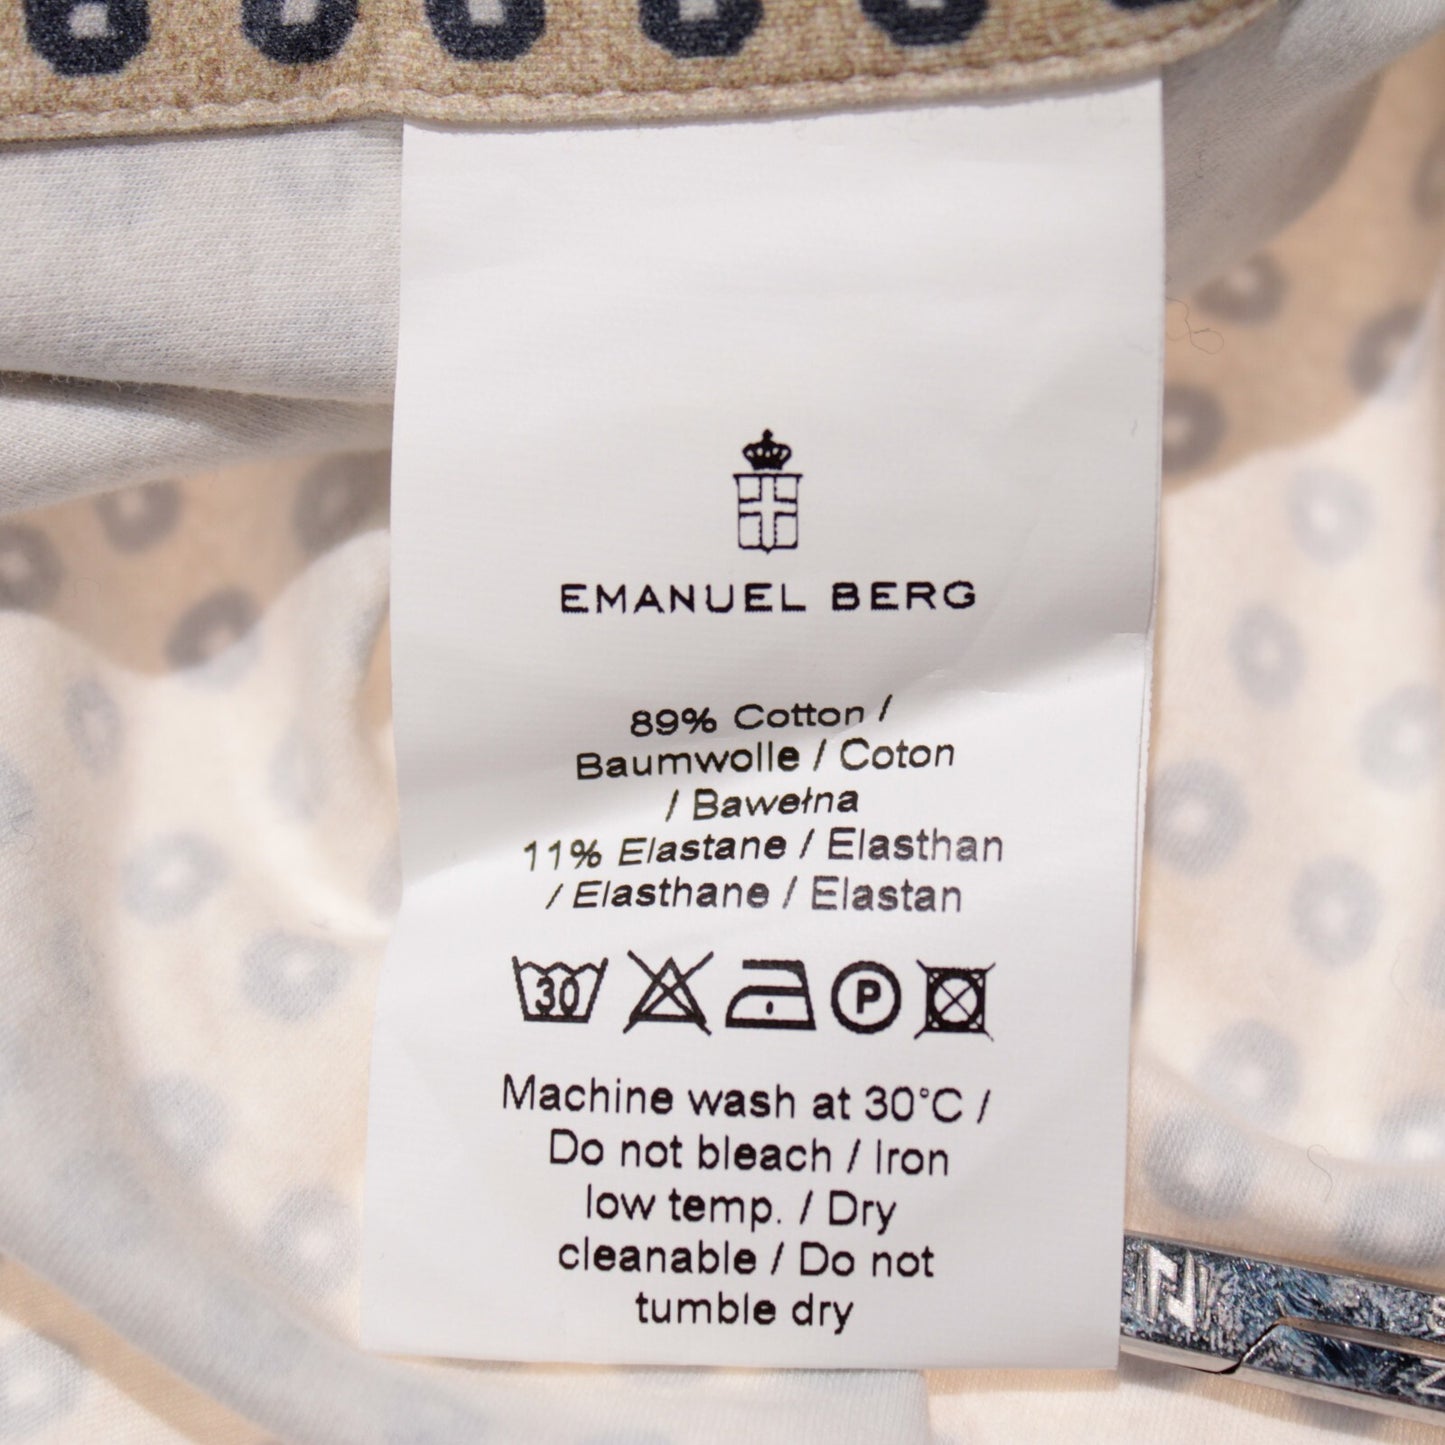 EMANUEL BERG
89% Cotton /
Baumwolle / Coton
/ Bawełna
11% Elastane / Elasthan
/ Elasthane / Elastan
30 P
Machine wash at 30°C /
Do not bleach / Iron
low temp. / Dry
cleanable / Do not
tumble dry